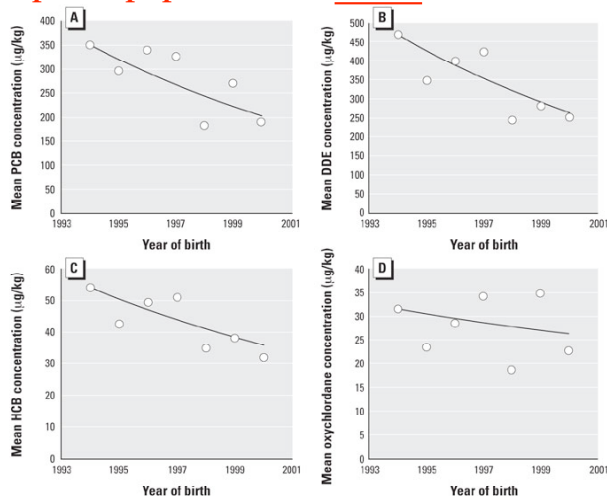 A
Mean PCB concentration (µg/kg)
400
350
300
250
200
150
100
50
0
1993 1995 1997 1999 2001
Year of birth
B
Mean DDE concentration (µg/kg)
500
450
400
350
300
250
200
150
100
50
0
1993 1995 1997 1999 2001
Year of birth
C
Mean HCB concentration (µg/kg)
60
50
40
30
20
10
0
1993 1995 1997 1999 2001
Year of birth
D
Mean oxychlordane concentration (µg/kg)
40
35
30
25
20
15
10
5
0
1993 1995 1997 1999 2001
Year of birth